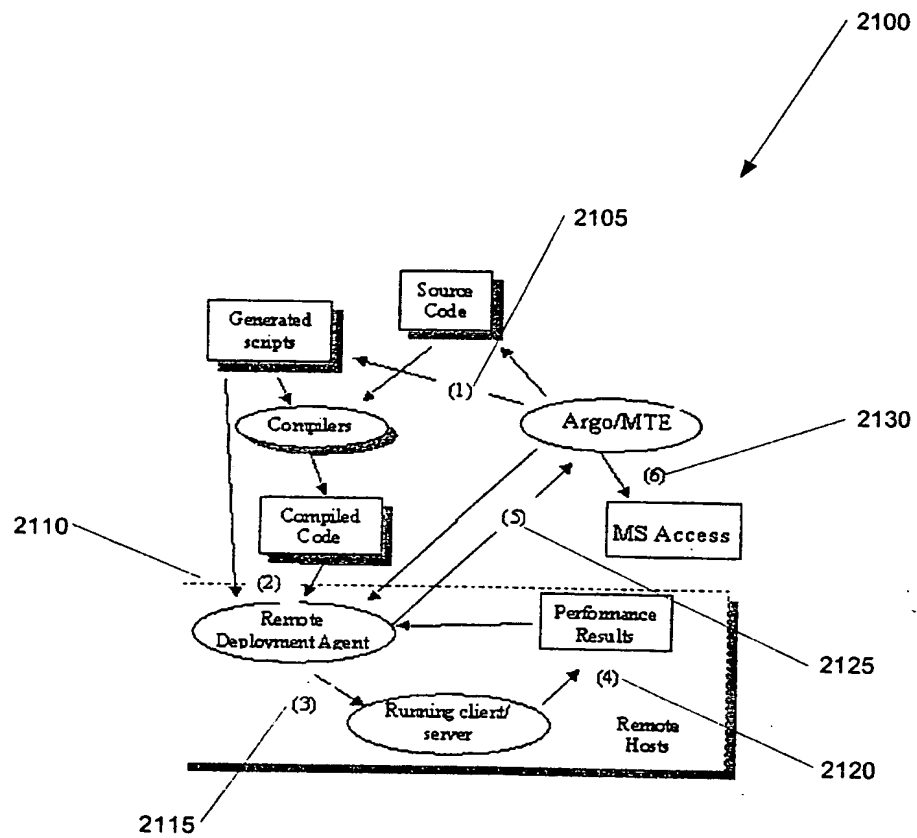 2100
2105
Source
Code
Generated
scripts
(1)
Argo/MTE
2130
Compilers
(6)
2110
Compiled
Code
(5)
MS Access
(2)
Remote
Deployment Agent
Performance
Results
2125
(3)
(4)
Running client/
server
Remote
Hosts
2120
2115